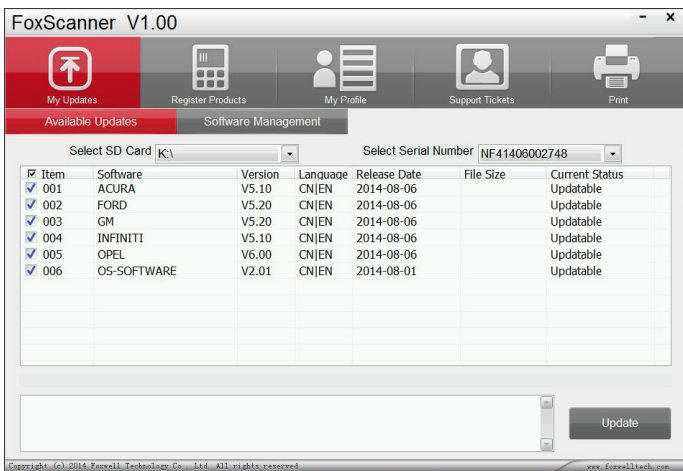 FoxScanner V1.00
My Updates Register Products My Profile Support Tickets Print
Available Updates Software Management
Select SD Card K:\ Select Serial Number NF41406002748
Item Software Version Language Release Date File Size Current Status
001 ACURA V5.10 CN|EN 2014-08-06 Updatable
002 FORD V5.20 CN|EN 2014-08-06 Updatable
003 GM V5.20 CN|EN 2014-08-06 Updatable
004 INFINITI V5.10 CN|EN 2014-08-06 Updatable
005 OPEL V6.00 CN|EN 2014-08-06 Updatable
006 OS-SOFTWARE V2.01 CN|EN 2014-08-01 Updatable
Update
Copyright (c) 2014 Foxwell Technology Co., Ltd. All rights reserved www.foxwelltech.com